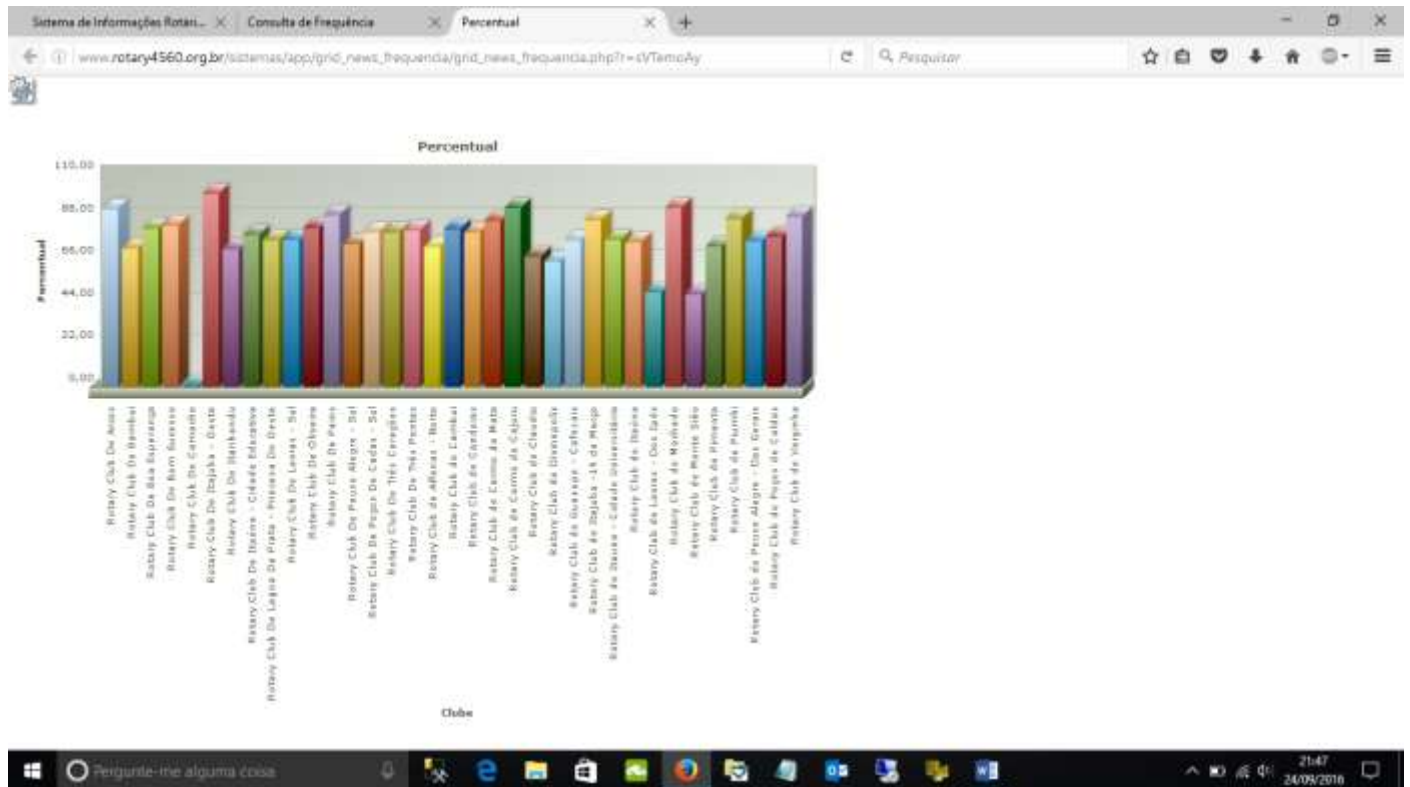 Sistema de Informações Rotári...
Consulta de Frequência
Percentual
www.rotary4560.org.br/sistemas/app/grid_news_frequencia/grid_news_frequencia.php?r=
Pesquisar
Percentual
110,00
88,00
66,00
44,00
22,00
0,00
Percentual
Rotary Club De Arcos
Rotary Club De Bambuí
Rotary Club De Boa Esperança
Rotary Club De Bom Sucesso
Rotary Club De Camacho
Rotary Club De Itajubá - Oeste
Rotary Club De Itanhandu
Rotary Club De Itaúna - Cidade Educativa
Rotary Club De Lagoa Da Prata - Princesa Do Oeste
Rotary Club De Lavras - Sul
Rotary Club De Oliveira
Rotary Club De Passos
Rotary Club De Pouso Alegre - Sul
Rotary Club De Poços De Caldas - Sul
Rotary Club De Três Corações
Rotary Club De Três Pontas
Rotary Club de Alfenas - Norte
Rotary Club de Cambuí
Rotary Club de Candeias
Rotary Club de Carmo da Mata
Rotary Club de Carmo do Cajuru
Rotary Club de Claudio
Rotary Club de Divinópolis
Rotary Club de Guaxupé - Cafezais
Rotary Club de Itajubá -19 de Março
Rotary Club de Itaúna - Cidade Universitária
Rotary Club de Itaúna
Rotary Club de Lavras - Dos Ipês
Rotary Club de Machado
Rotary Club de Monte Sião
Rotary Club de Pimenta
Rotary Club de Piumhi
Rotary Club de Pouso Alegre - Das Gerais
Rotary Club de Poços de Caldas
Rotary Club de Varginha
Clube
Pergunte-me alguma coisa
21:47
24/09/2016